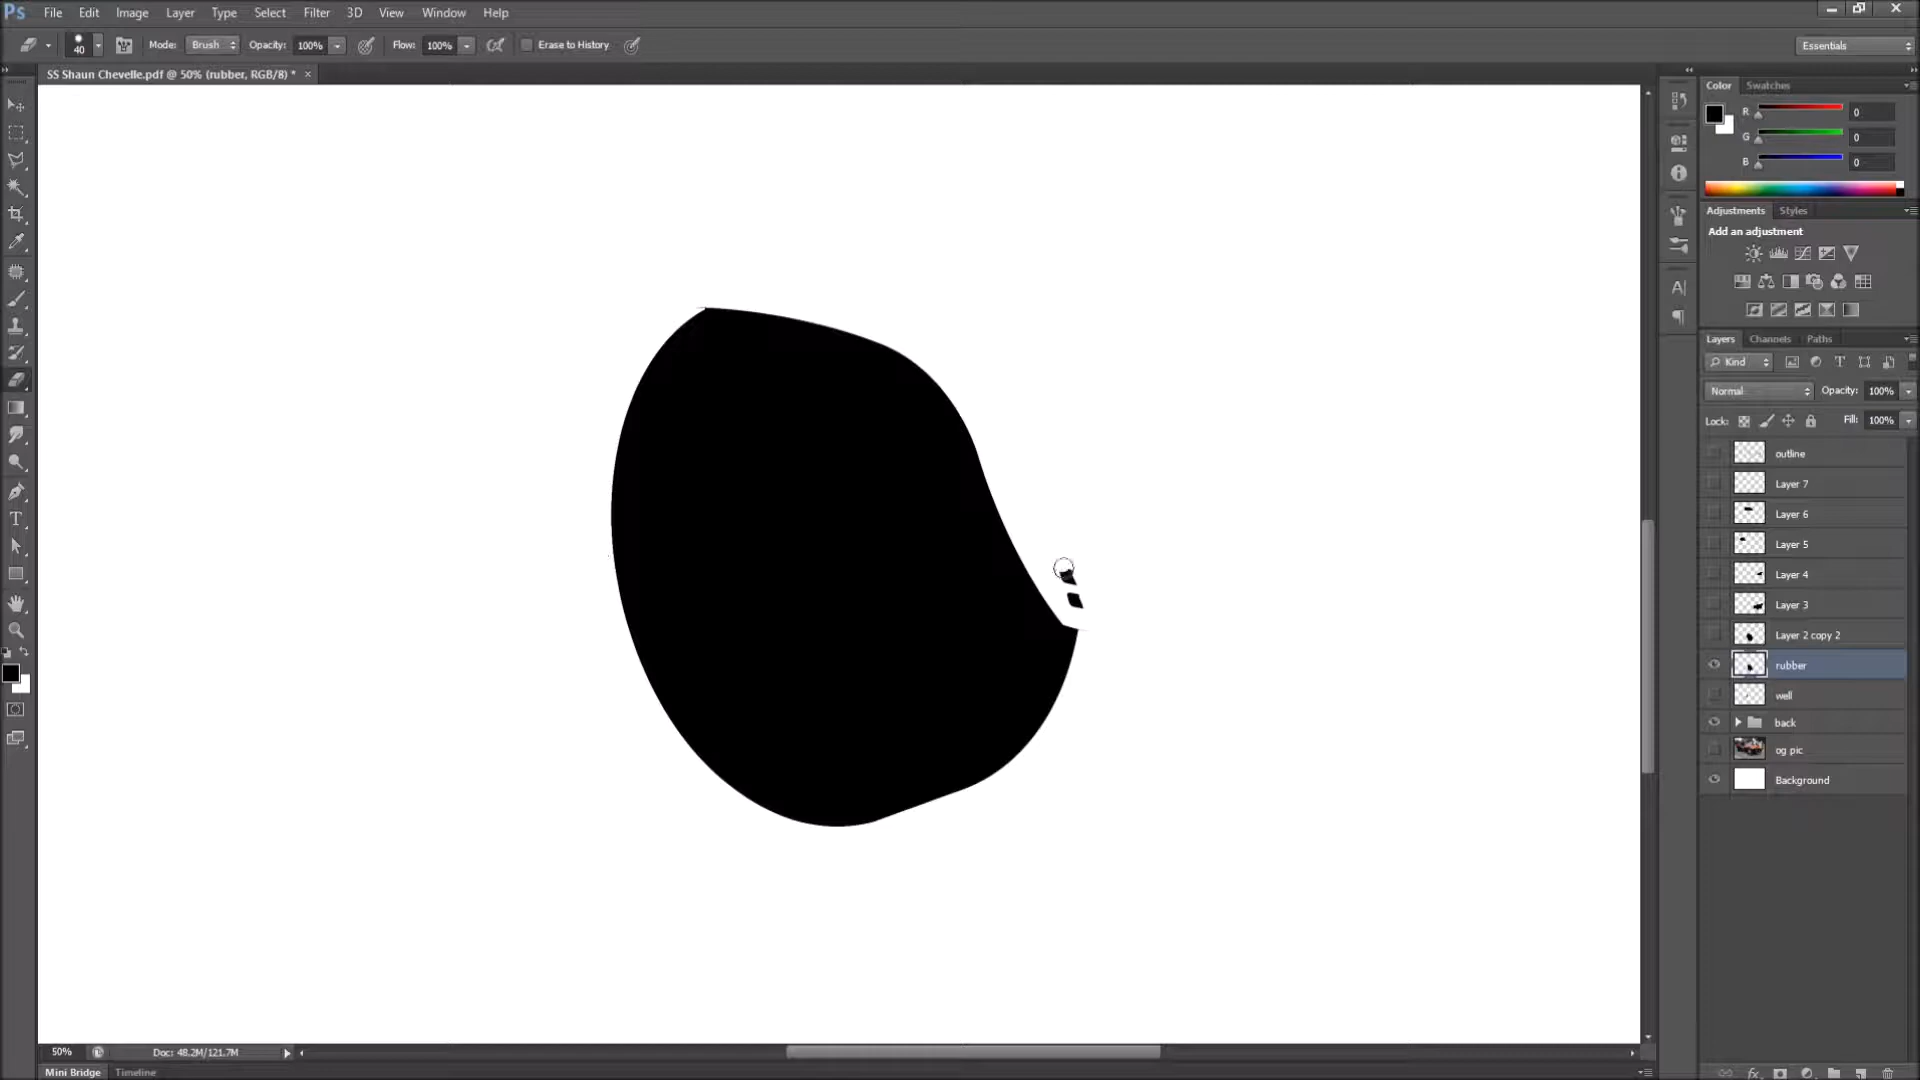 Ps File Edit Image Layer Type Select Filter 3D View Window Help
40 Mode: Brush Opacity: 100% Flow: 100% Erase to History Essentials
SS Shaun Chevelle.pdf @ 50% (rubber, RGB/8) * ×
Color Swatches
R 0
G 0
B 0
Adjustments Styles
Add an adjustment
Layers Channels Paths
Kind
Normal Opacity: 100%
Lock: Fill: 100%
outline
Layer 7
Layer 6
Layer 5
Layer 4
Layer 3
Layer 2 copy 2
rubber
well
back
og pic
Background
50% Doc: 48.2M/121.7M
Mini Bridge Timeline